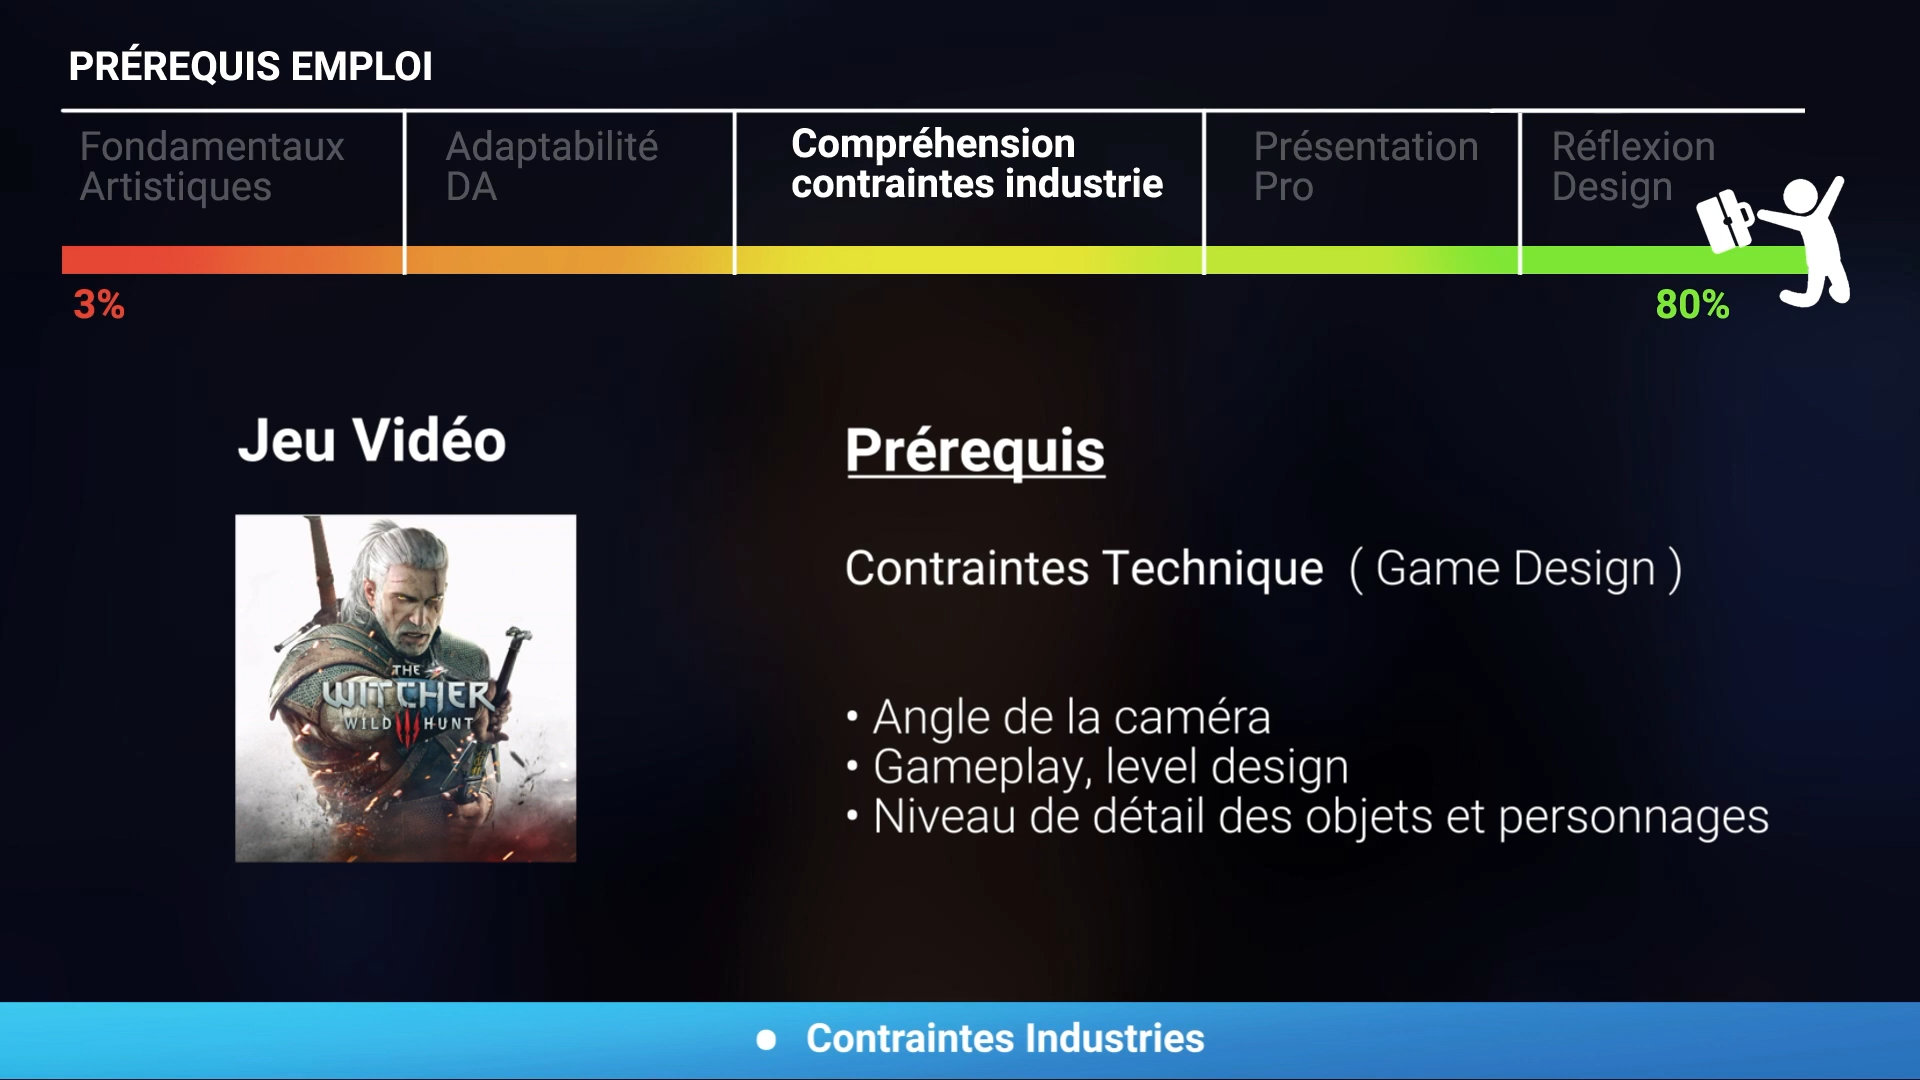 PRÉREQUIS EMPLOI
Fondamentaux
Artistiques
Adaptabilité
DA
Compréhension
contraintes industrie
Présentation
Pro
Réflexion
Design
3%
80%
Jeu Vidéo
THE
WITCHER
WILD HUNT
Prérequis
Contraintes Technique ( Game Design )
• Angle de la caméra
• Gameplay, level design
• Niveau de détail des objets et personnages
• Contraintes Industries